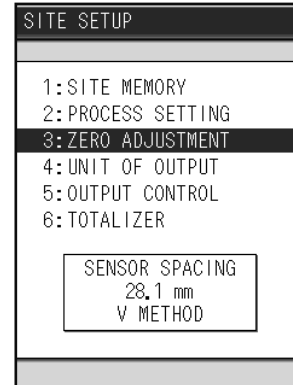 SITE SETUP
1:SITE MEMORY
2:PROCESS SETTING
3:ZERO ADJUSTMENT
4:UNIT OF OUTPUT
5:OUTPUT CONTROL
6:TOTALIZER
SENSOR SPACING
28.1 mm
V METHOD